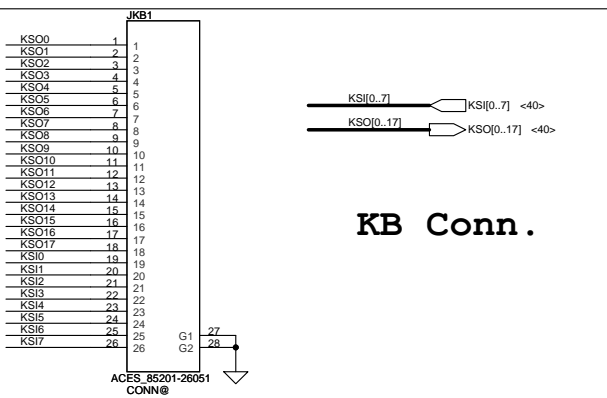 JKB1
KSO0 1 1
KSO1 2 2
KSO2 3 3
KSO3 4 4
KSO4 5 5
KSO5 6 6
KSO6 7 7
KSO7 8 8
KSO8 9 9
KSO9 10 10
KSO10 11 11
KSO11 12 12
KSO12 13 13
KSO13 14 14
KSO14 15 15
KSO15 16 16
KSO16 17 17
KSO17 18 18
KSI0 19 19
KSI1 20 20
KSI2 21 21
KSI3 22 22
KSI4 23 23
KSI5 24 24
KSI6 25 25 G1 27
KSI7 26 26 G2 28
ACES_85201-26051
CONN@
KSI[0..7] KSI[0..7] <40>
KSO[0..17] KSO[0..17] <40>
KB Conn.